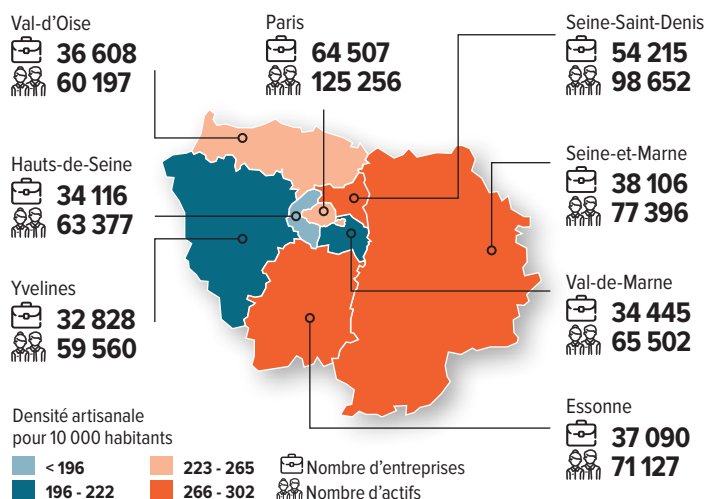 Val-d'Oise
36 608
60 197
Paris
64 507
125 256
Seine-Saint-Denis
54 215
98 652
Hauts-de-Seine
34 116
63 377
Seine-et-Marne
38 106
77 396
Yvelines
32 828
59 560
Val-de-Marne
34 445
65 502
Essonne
37 090
71 127
Densité artisanale
pour 10 000 habitants
< 196
196 - 222
223 - 265
266 - 302
Nombre d'entreprises
Nombre d'actifs